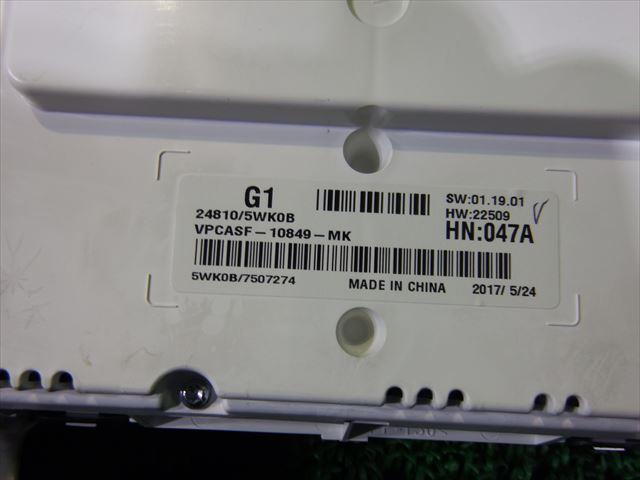 G1
24810/5WK0B
VPCASF-10849-MK
SW:01.19.01
HW:22509
HN:047A
5WK0B/7507274
MADE IN CHINA
2017/ 5/24